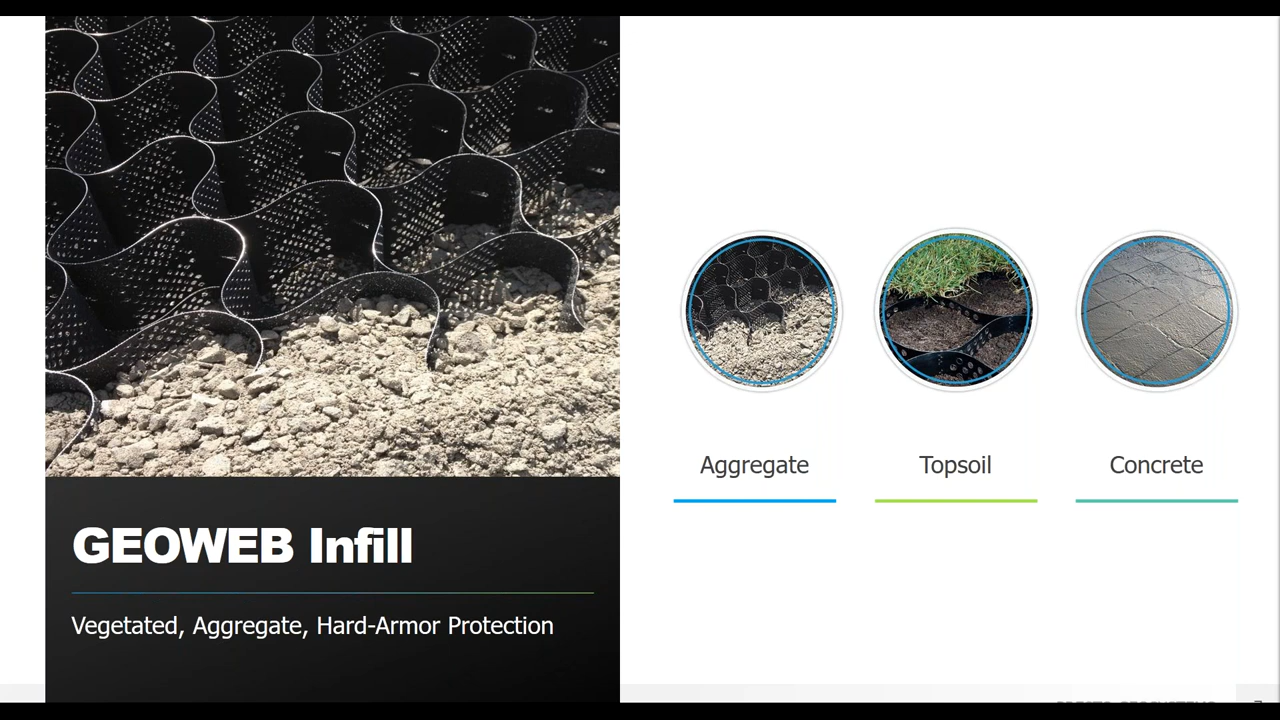 GEOWEB Infill
Vegetated, Aggregate, Hard-Armor Protection
Aggregate
Topsoil
Concrete